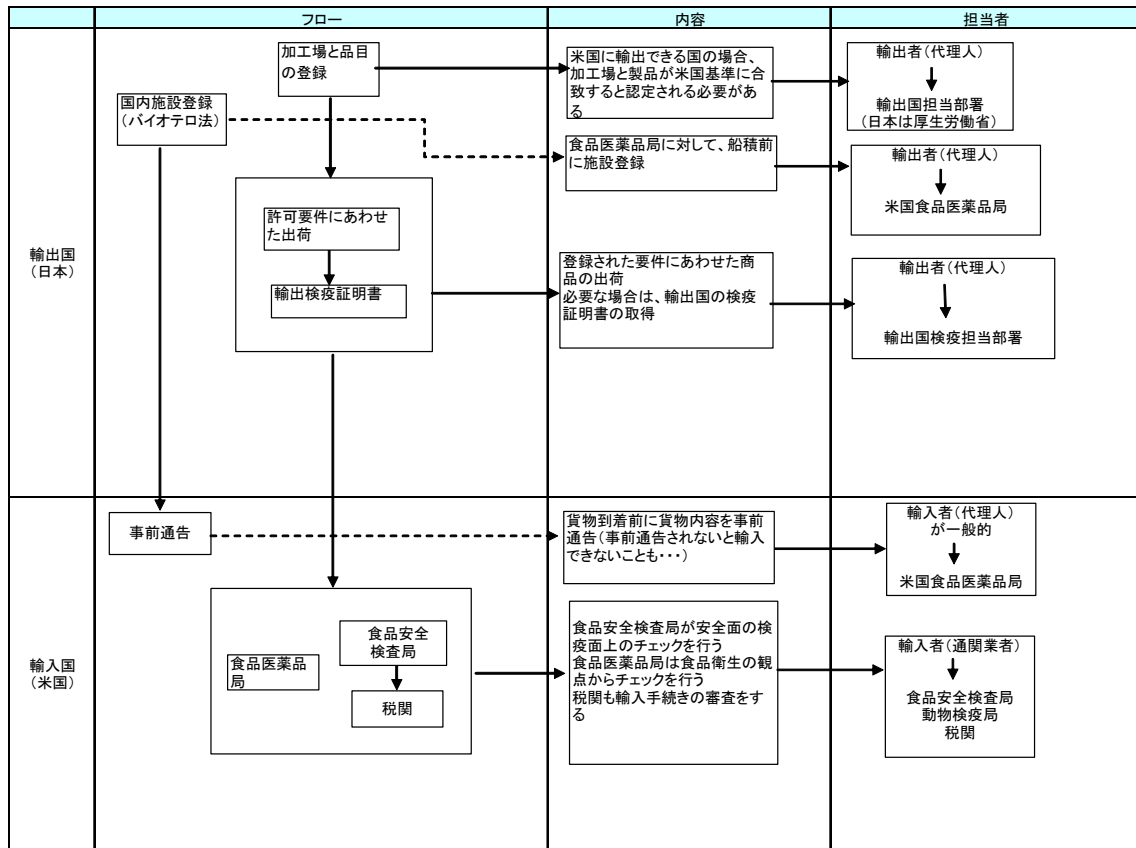 フロー
内容
担当者
輸出国
（日本）
加工場と品目
の登録
米国に輸出できる国の場合、
加工場と製品が米国基準に合
致すると認定される必要があ
る
輸出者（代理人）
輸出国担当部署
（日本は厚生労働省）
国内施設登録
（バイオテロ法）
食品医薬品局に対して、船積前
に施設登録
輸出者（代理人）
米国食品医薬品局
許可要件にあわせ
た出荷
輸出検疫証明書
登録された要件にあわせた商
品の出荷
必要な場合は、輸出国の検疫
証明書の取得
輸出者（代理人）
輸出国検疫担当部署
輸入国
（米国）
事前通告
貨物到着前に貨物内容を事前
通告（事前通告されないと輸入
できないことも・・・）
輸入者（代理人）
が一般的
米国食品医薬品局
食品医薬品
局
食品安全
検査局
税関
食品安全検査局が安全面の検
疫面上のチェックを行う
食品医薬品局は食品衛生の観
点からチェックを行う
税関も輸入手続きの審査をす
る
輸入者（通関業者）
食品安全検査局
動物検疫局
税関